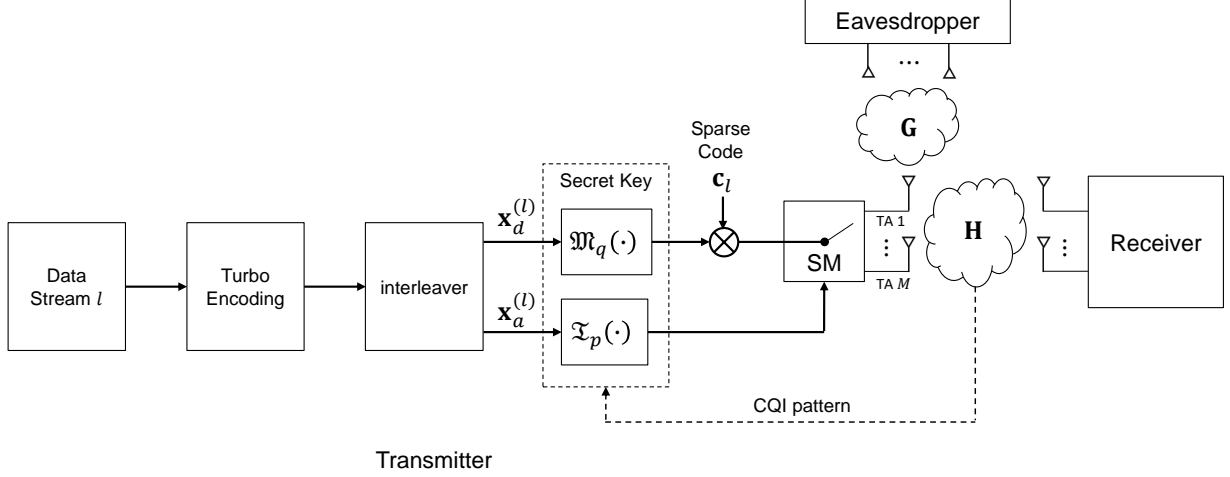 Eavesdropper
...
𝐆
Sparse
Code
𝐜_l
Secret Key
𝐱_d^(l)
𝔐_q(·)
TA 1
⋮
TA M
SM
𝐇
⋮
Receiver
Data
Stream l
Turbo
Encoding
interleaver
𝐱_a^(l)
𝔗_p(·)
CQI pattern
Transmitter